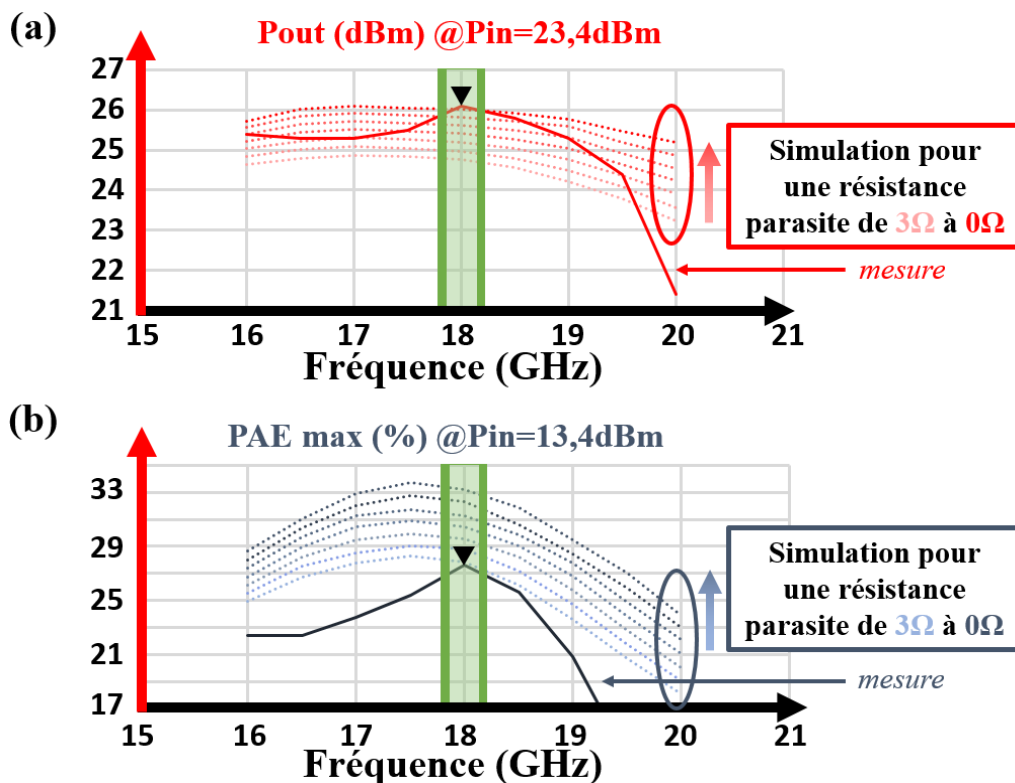 (a)
Pout (dBm) @Pin=23,4dBm
27
26
25
24
23
22
21
15 16 17 18 19 20 21
Fréquence (GHz)
Simulation pour
une résistance
parasite de 3Ω à 0Ω
mesure
(b)
PAE max (%) @Pin=13,4dBm
33
29
25
21
17
15 16 17 18 19 20 21
Fréquence (GHz)
Simulation pour
une résistance
parasite de 3Ω à 0Ω
mesure